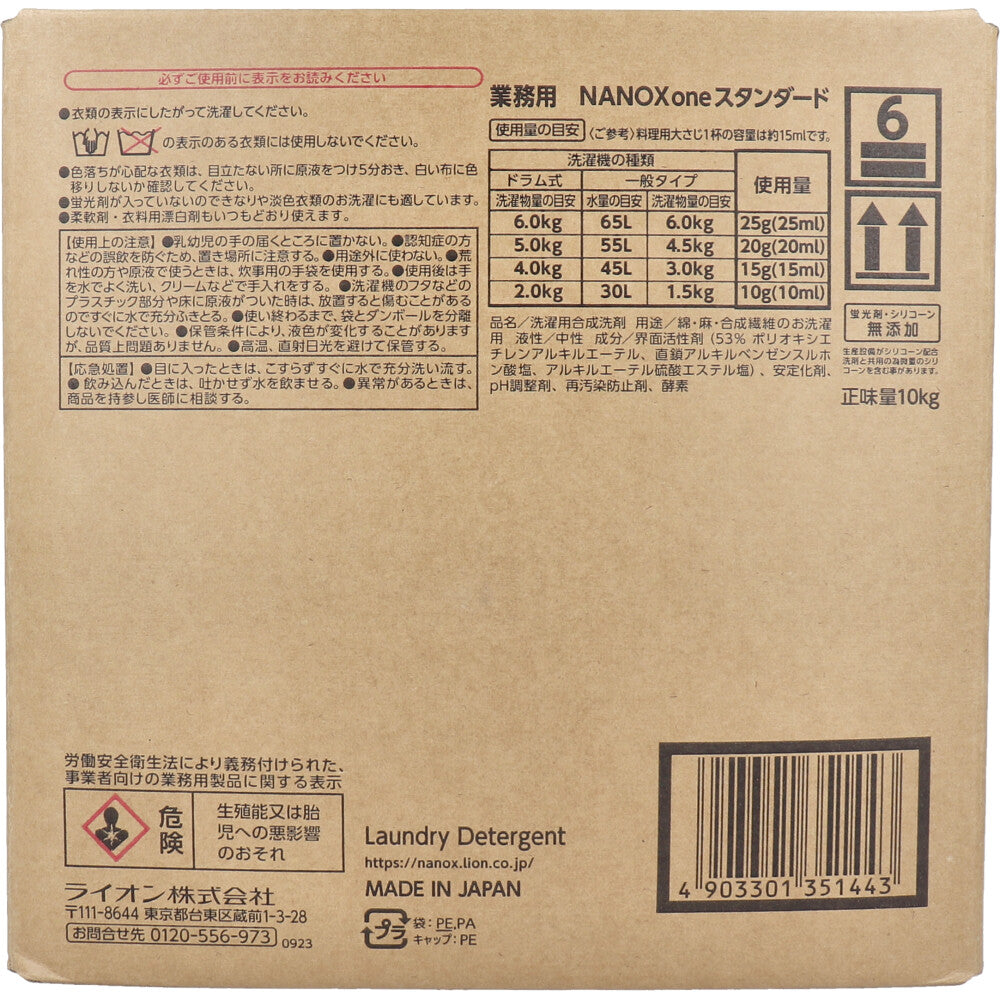 必ずご使用前に表示をお読みください
●衣類の表示にしたがって洗濯してください。
の表示のある衣類には使用しないでください。
●色落ちが心配な衣類は、目立たない所に原液をつけ5分おき、白い布に色
移りしないか確認してください。
●蛍光剤が入っていないのできなりや淡色衣類のお洗濯にも適しています。
●柔軟剤・衣料用漂白剤もいつもどおり使えます。
【使用上の注意】●乳幼児の手の届くところに置かない。●認知症の方
などの誤飲を防ぐため、置き場所に注意する。●用途外に使わない。●荒
れ性の方や原液で使うときは、炊事用の手袋を使用する。●使用後は手
を水でよく洗い、クリームなどで手入れをする。●洗濯機のフタなどの
プラスチック部分や床に原液がついた時は、放置すると傷むことがある
のですぐに水で充分ふきとる。●使い終わるまで、袋とダンボールを分離
しないでください。●保管条件により、液色が変化することがあります
が、品質上問題ありません。●高温、直射日光を避けて保管する。
【応急処置】●目に入ったときは、こすらずすぐに水で充分洗い流す。
●飲み込んだときは、吐かせず水を飲ませる。●異常があるときは、
商品を持参し医師に相談する。
業務用 NANOXoneスタンダード
使用量の目安 〈ご参考〉料理用大さじ1杯の容量は約15mlです。
洗濯機の種類 使用量
ドラム式 一般タイプ
洗濯物量の目安 水量の目安 洗濯物量の目安
6.0kg 65L 6.0kg 25g(25ml)
5.0kg 55L 4.5kg 20g(20ml)
4.0kg 45L 3.0kg 15g(15ml)
2.0kg 30L 1.5kg 10g(10ml)
品名/洗濯用合成洗剤 用途/綿・麻・合成繊維のお洗濯
用 液性/中性 成分/界面活性剤(53% ポリオキシエ
チレンアルキルエーテル、直鎖アルキルベンゼンスルホ
ン酸塩、アルキルエーテル硫酸エステル塩)、安定化剤、
pH調整剤、再汚染防止剤、酵素
6
蛍光剤・シリコーン
無添加
生産設備がシリコーン配合
洗剤と共用の為微量のシリ
コーンを含む事があります。
正味量10kg
労働安全衛生法により義務付けられた、
事業者向けの業務用製品に関する表示
危険
生殖能又は胎
児への悪影響
のおそれ
ライオン株式会社
〒111-8644 東京都台東区蔵前1-3-28
お問合せ先 0120-556-973 0923
Laundry Detergent
https://nanox.lion.co.jp/
MADE IN JAPAN
プラ 袋:PE,PA
キャップ:PE
4 903301 351443